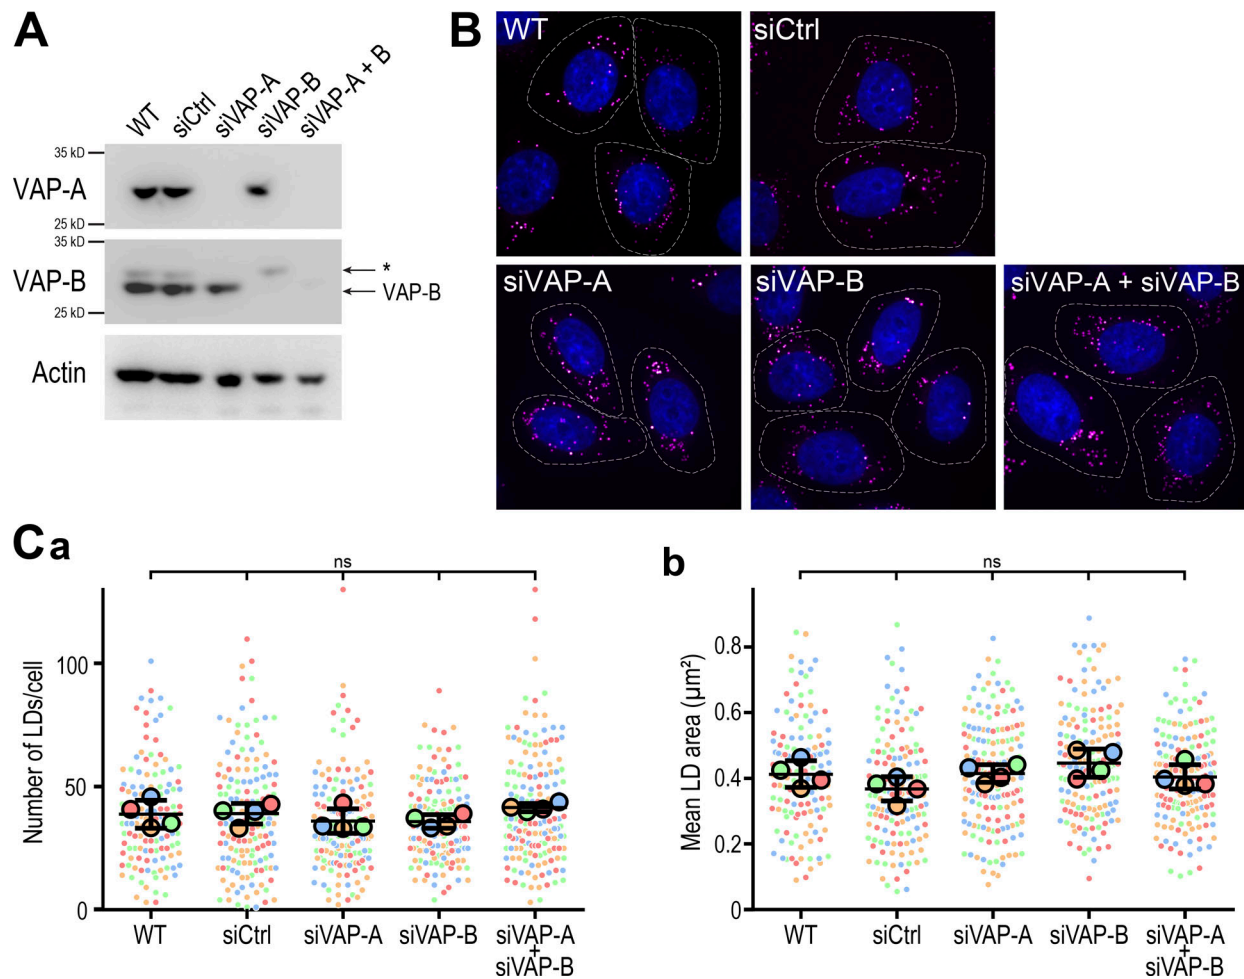 A
WT
siCtrl
siVAP-A
siVAP-B
siVAP-A + B
35 kD
VAP-A
25 kD
35 kD
*
VAP-B
VAP-B
25 kD
Actin
B
WT
siCtrl
siVAP-A
siVAP-B
siVAP-A + siVAP-B
C a
ns
Number of LDs/cell
100
50
0
WT
siCtrl
siVAP-A
siVAP-B
siVAP-A
+
siVAP-B
b
ns
Mean LD area (µm²)
0.8
0.6
0.4
0.2
0
WT
siCtrl
siVAP-A
siVAP-B
siVAP-A
+
siVAP-B